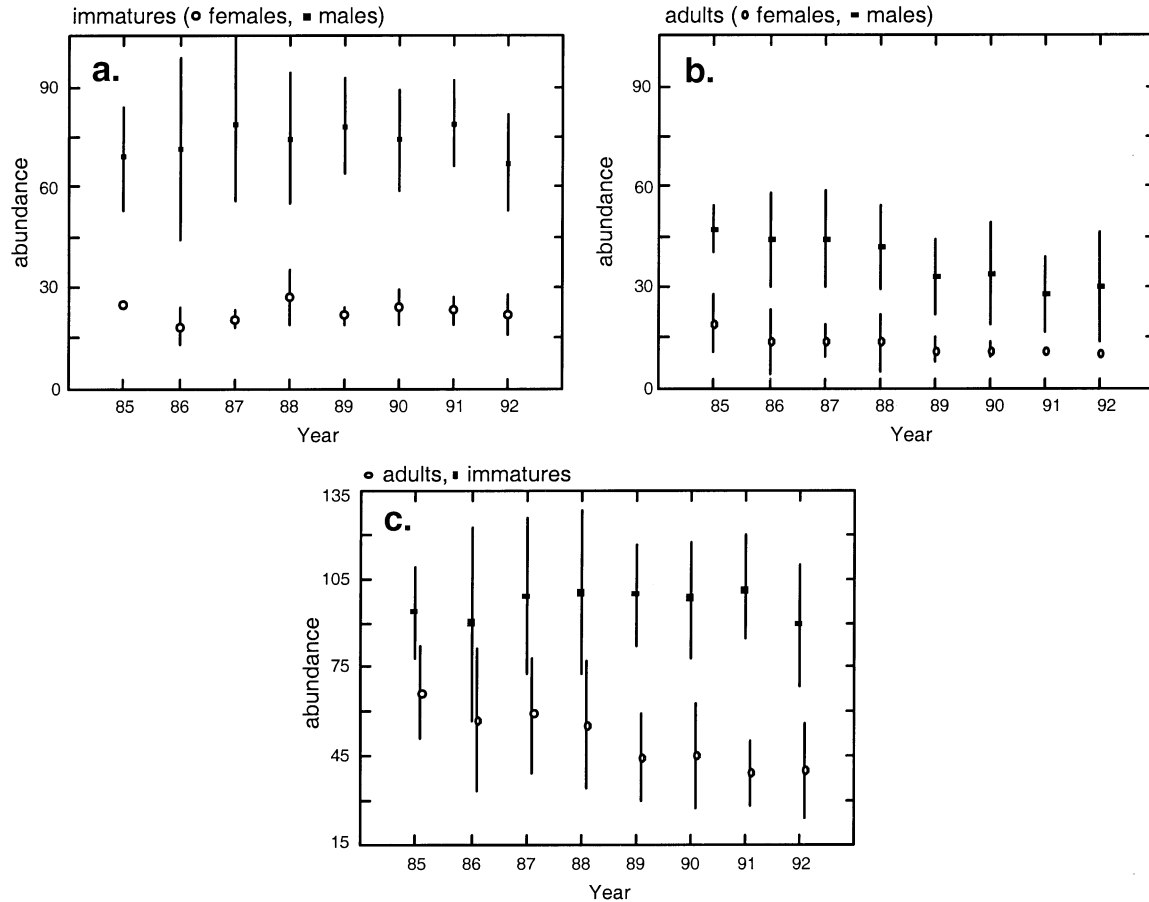 immatures (o females, ▪ males)
a.
90
60
30
0
abundance
85 86 87 88 89 90 91 92
Year
adults (o females, ▪ males)
b.
90
60
30
0
abundance
85 86 87 88 89 90 91 92
Year
o adults, ▪ immatures
c.
135
105
75
45
15
abundance
85 86 87 88 89 90 91 92
Year